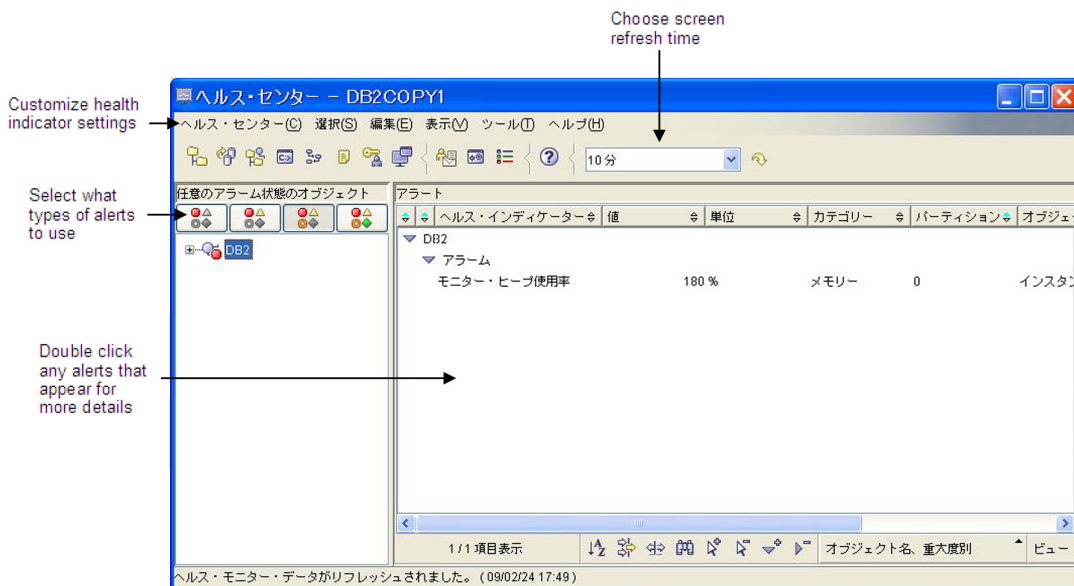 Choose screen
refresh time
Customize health
indicator settings
Select what
types of alerts
to use
Double click
any alerts that
appear for
more details
ヘルス・センター － DB2COPY1
ヘルス・センター(C) 選択(S) 編集(E) 表示(V) ツール(T) ヘルプ(H)
10分
任意のアラーム状態のオブジェクト
アラート
ヘルス・インディケーター 値 単位 カテゴリー パーティション オブジェ
DB2
DB2
アラーム
モニター・ヒープ使用率 180 % メモリー 0 インスタン
1/1 項目表示 オブジェクト名、重大度別 ビュー
ヘルス・モニター・データがリフレッシュされました。 (09/02/24 17:49)